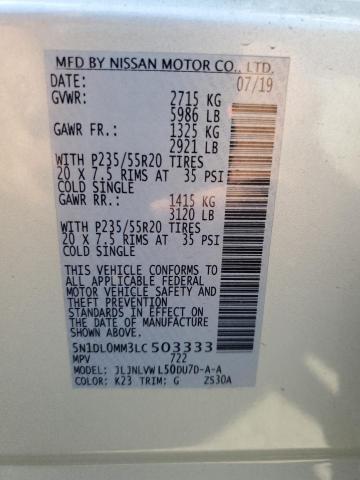 MFD BY NISSAN MOTOR CO., LTD.
DATE: 07/19
GVWR: 2715 KG
5986 LB
GAWR FR.: 1325 KG
2921 LB
WITH P235/55R20 TIRES
20 X 7.5 RIMS AT 35 PSI
COLD SINGLE
GAWR RR.: 1415 KG
3120 LB
WITH P235/55R20 TIRES
20 X 7.5 RIMS AT 35 PSI
COLD SINGLE
THIS VEHICLE CONFORMS TO
ALL APPLICABLE FEDERAL
MOTOR VEHICLE SAFETY
AND THEFT PREVENTION
STANDARDS IN EFFECT ON
THE DATE OF MANUFACTURE
SHOWN ABOVE.
5N1DL0MM3LC503333
MPV 722
MODEL: JLJNLVWL50DU7D-A-A
COLOR: K23 TRIM: G ZS30A